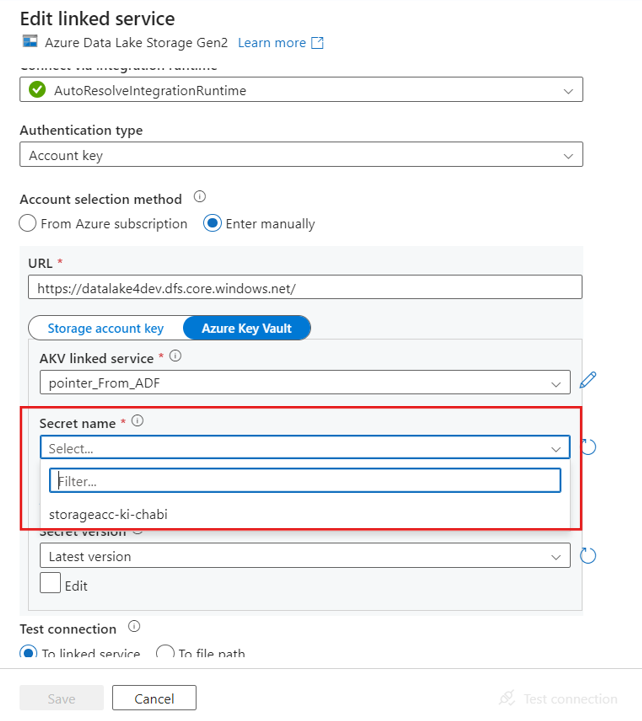 Edit linked service
Azure Data Lake Storage Gen2 Learn more
Connect via integration runtime
AutoResolveIntegrationRuntime
Authentication type
Account key
Account selection method
From Azure subscription Enter manually
URL *
https://datalake4dev.dfs.core.windows.net/
Storage account key Azure Key Vault
AKV linked service *
pointer_From_ADF
Secret name *
Select...
Filter...
storageacc-ki-chabi
Secret version
Latest version
Edit
Test connection
To linked service To file path
Save Cancel Test connection